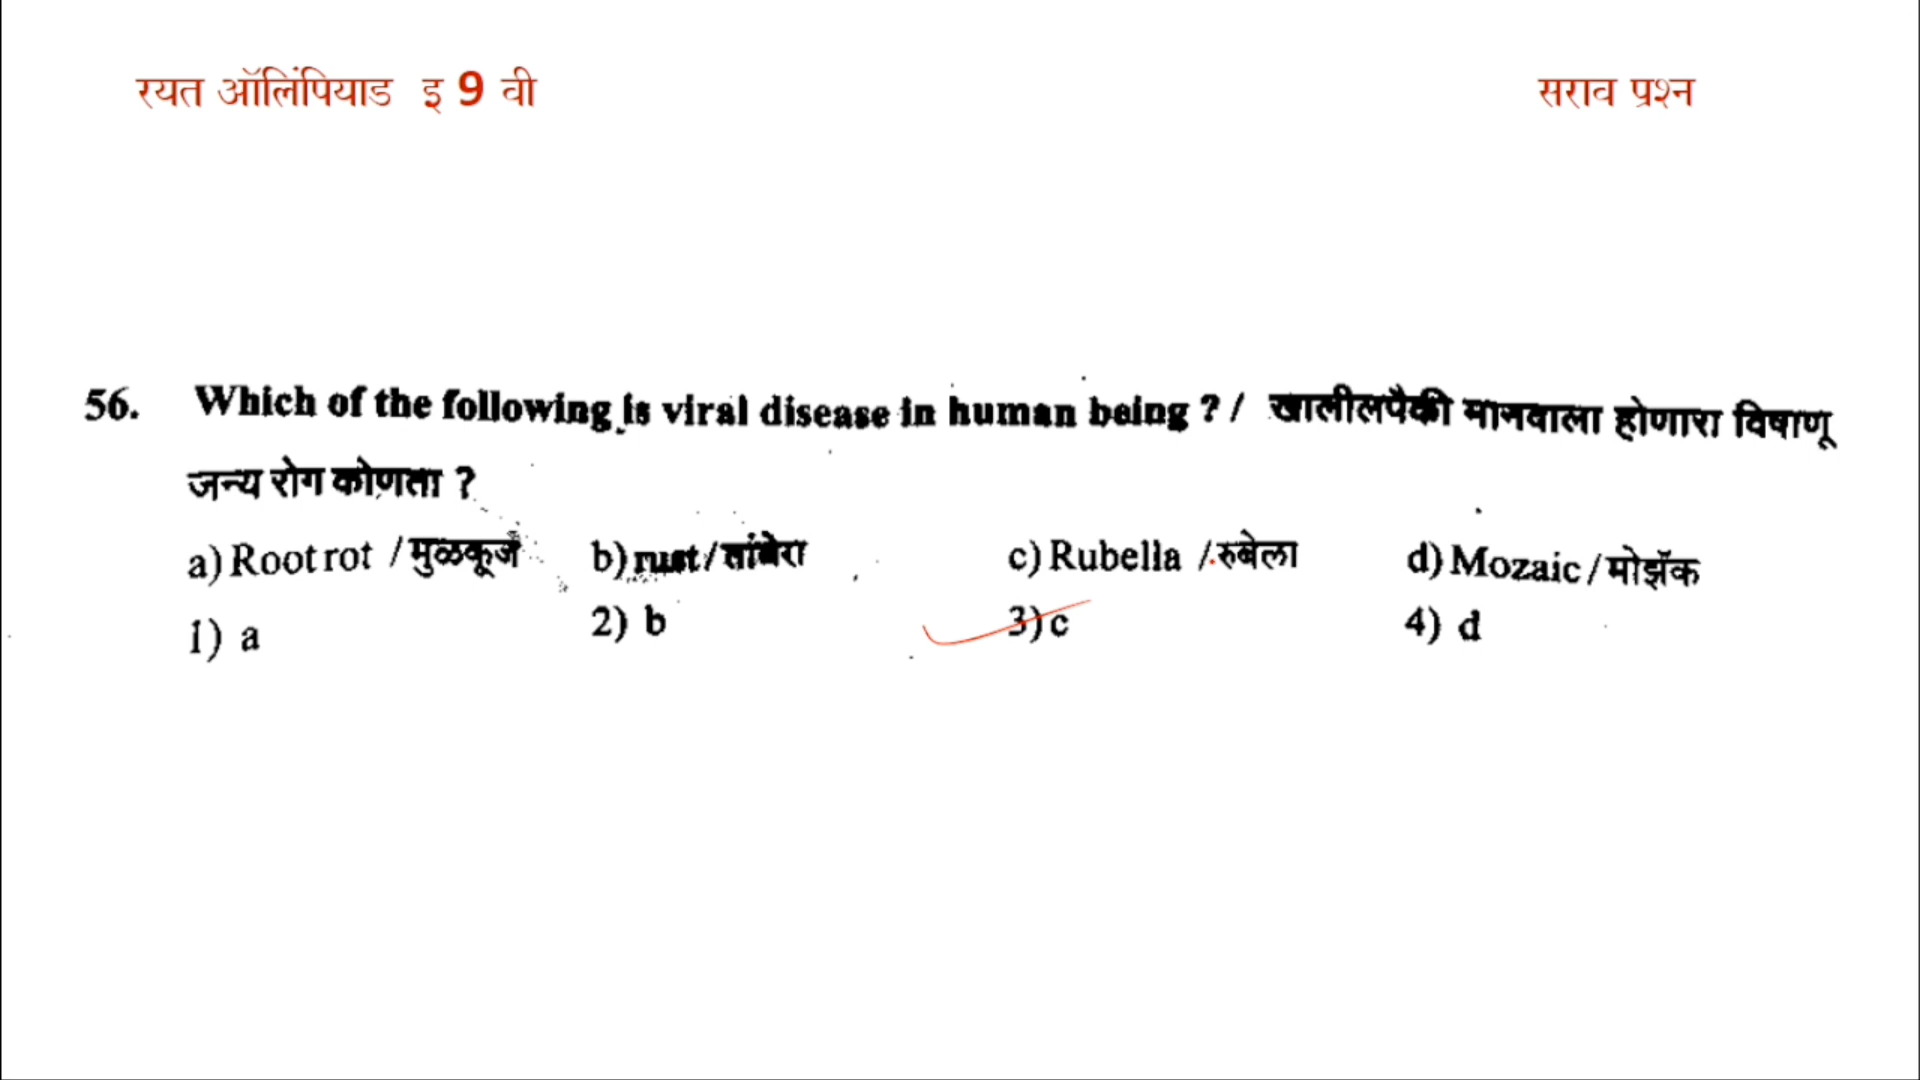 रयत ऑलिंपियाड इ 9 वी
सराव प्रश्न
56. Which of the following is viral disease in human being ? / खालीलपैकी मानवाला होणारा विषाणू
जन्य रोग कोणता ?
a) Root rot / मुळकूज b) rust / तांबेरा c) Rubella / रुबेला d) Mozaic / मोझॅक
1) a 2) b 3) c 4) d